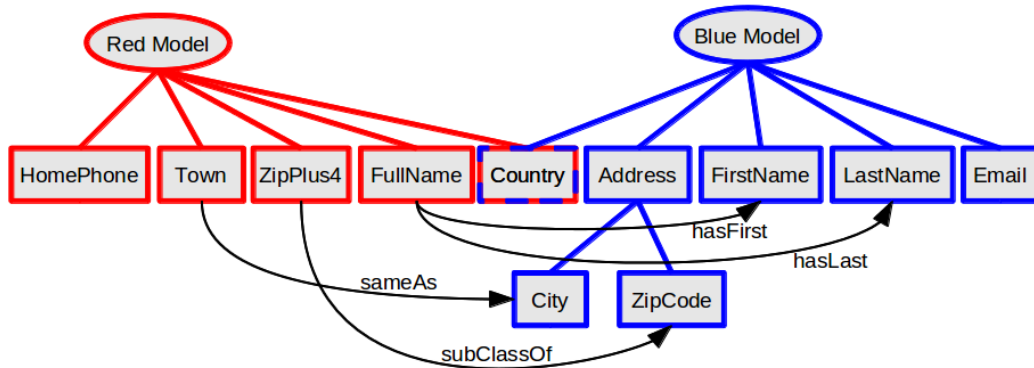 Red Model
Blue Model
HomePhone
Town
ZipPlus4
FullName
Country
Address
FirstName
LastName
Email
hasFirst
hasLast
sameAs
City
ZipCode
subClassOf